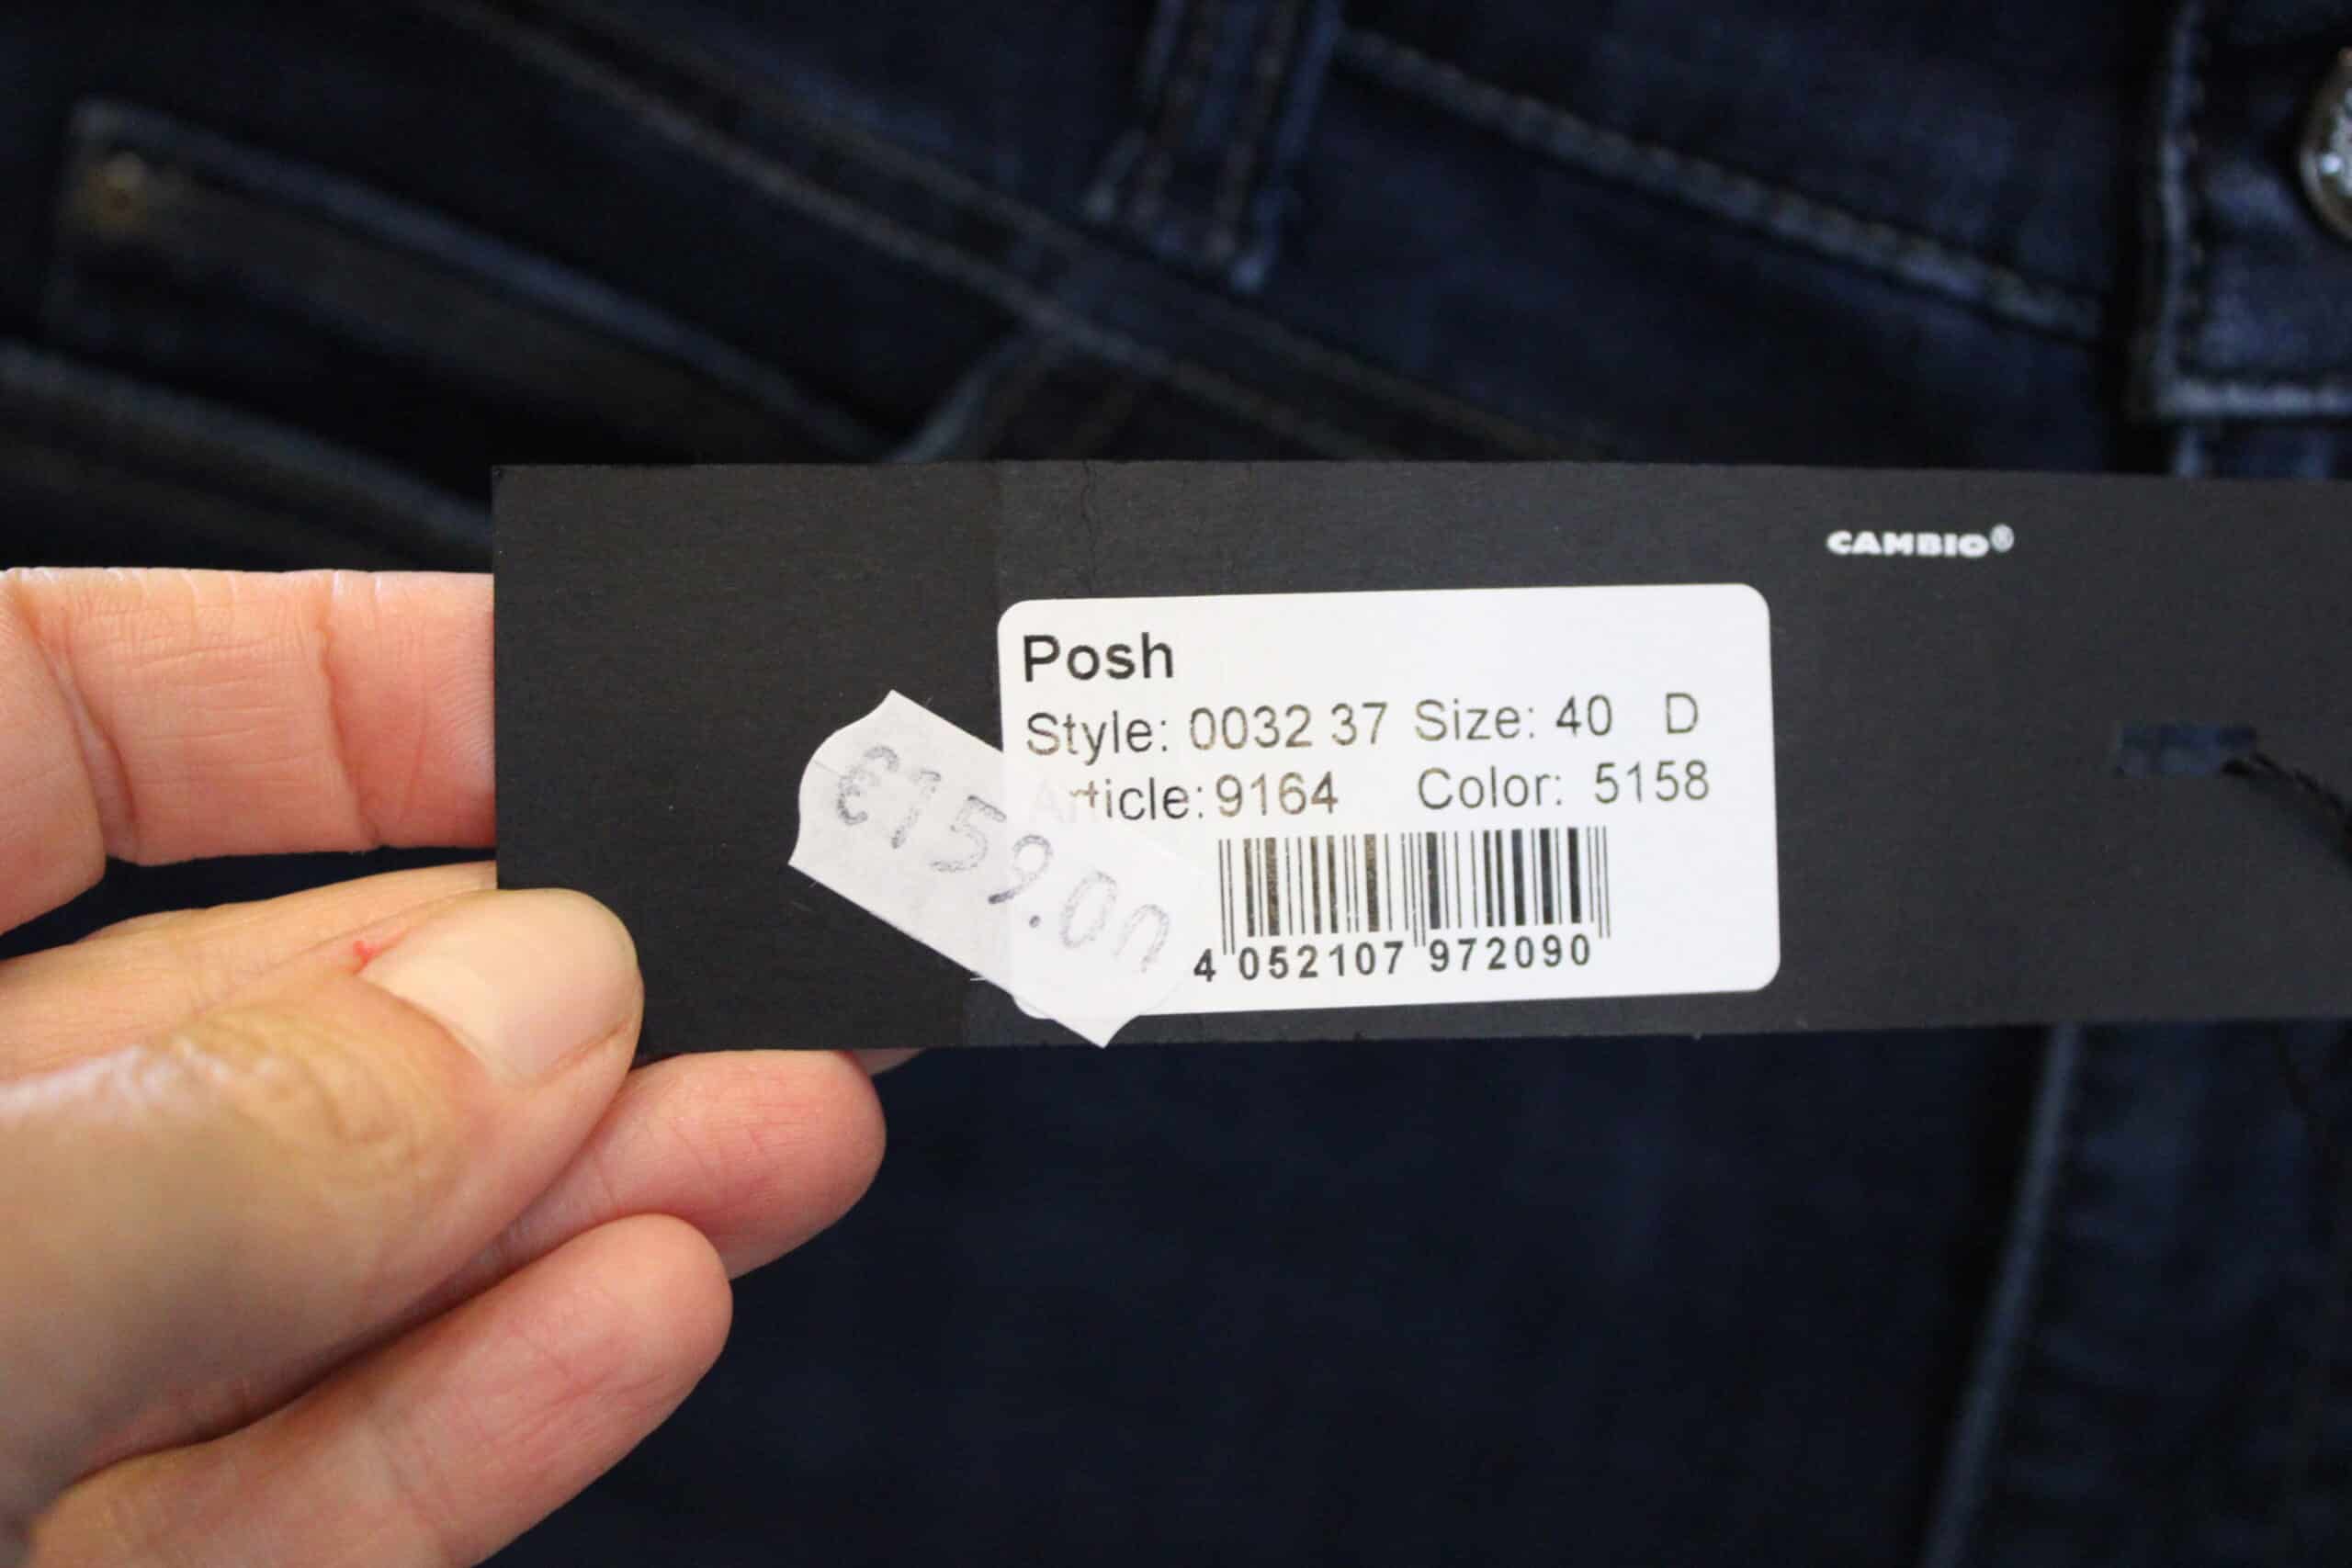 CAMBIO®
Posh
Style: 0032 37 Size: 40 D
Article: 9164 Color: 5158
€159.00
4 052107 972090